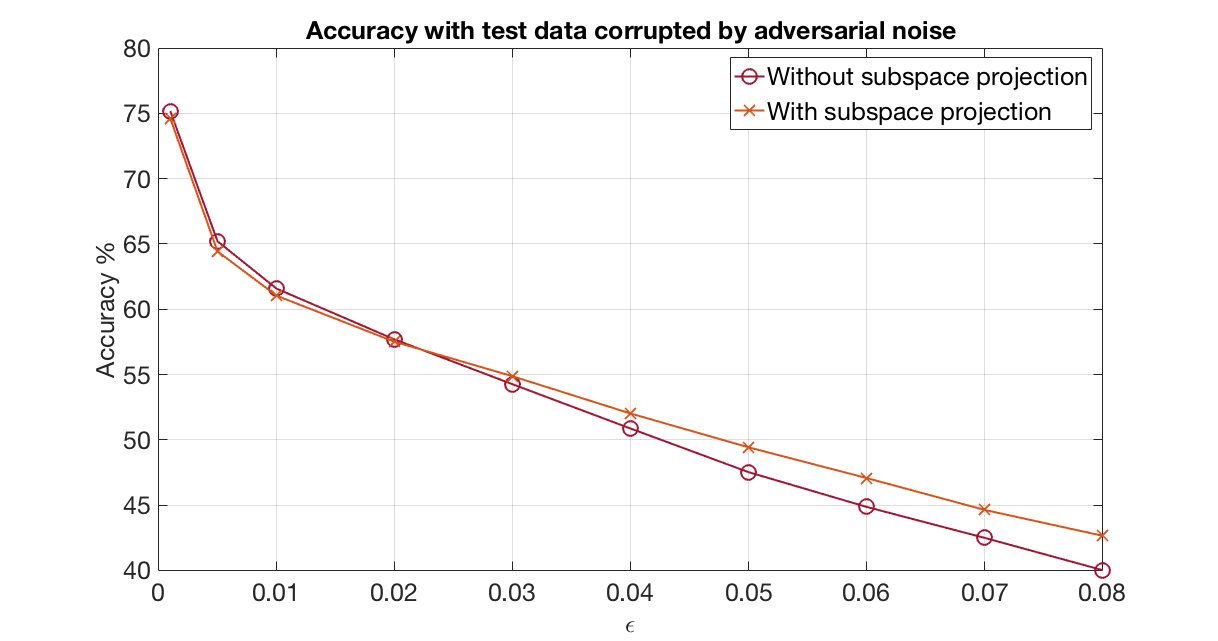 Accuracy with test data corrupted by adversarial noise
Without subspace projection
With subspace projection
Accuracy %
80
75
70
65
60
55
50
45
40
0 0.01 0.02 0.03 0.04 0.05 0.06 0.07 0.08
ϵ